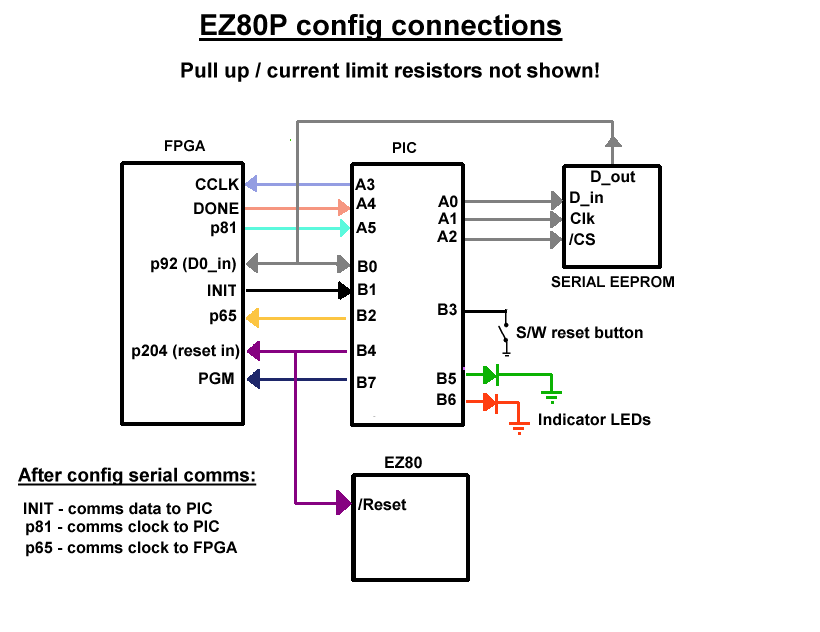 EZ80P config connections
Pull up / current limit resistors not shown!
FPGA
CCLK
DONE
p81
p92 (D0_in)
INIT
p65
p204 (reset in)
PGM
PIC
A3
A4
A5
B0
B1
B2
B4
B7
A0
A1
A2
B3
B5
B6
D_out
D_in
Clk
/CS
SERIAL EEPROM
S/W reset button
Indicator LEDs
EZ80
/Reset
After config serial comms:
INIT - comms data to PIC
p81 - comms clock to PIC
p65 - comms clock to FPGA